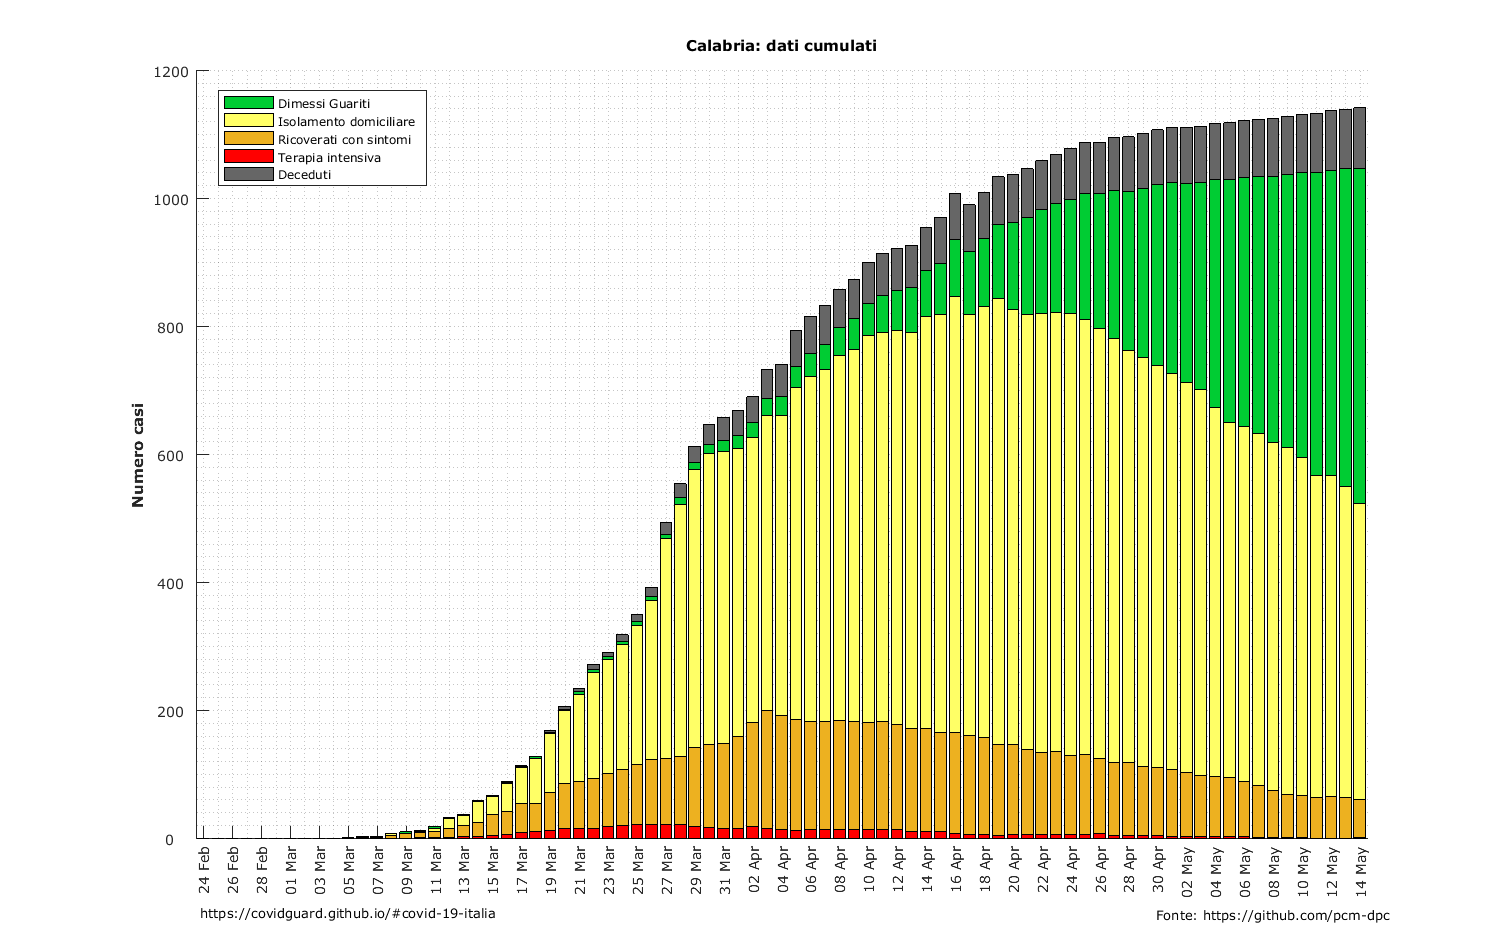 Calabria: dati cumulati
1200
1000
800
600
400
200
0
Numero casi
Dimessi Guariti
Isolamento domiciliare
Ricoverati con sintomi
Terapia intensiva
Deceduti
24 Feb
26 Feb
28 Feb
01 Mar
03 Mar
05 Mar
07 Mar
09 Mar
11 Mar
13 Mar
15 Mar
17 Mar
19 Mar
21 Mar
23 Mar
25 Mar
27 Mar
29 Mar
31 Mar
02 Apr
04 Apr
06 Apr
08 Apr
10 Apr
12 Apr
14 Apr
16 Apr
18 Apr
20 Apr
22 Apr
24 Apr
26 Apr
28 Apr
30 Apr
02 May
04 May
06 May
08 May
10 May
12 May
14 May
https://covidguard.github.io/#covid-19-italia
Fonte: https://github.com/pcm-dpc